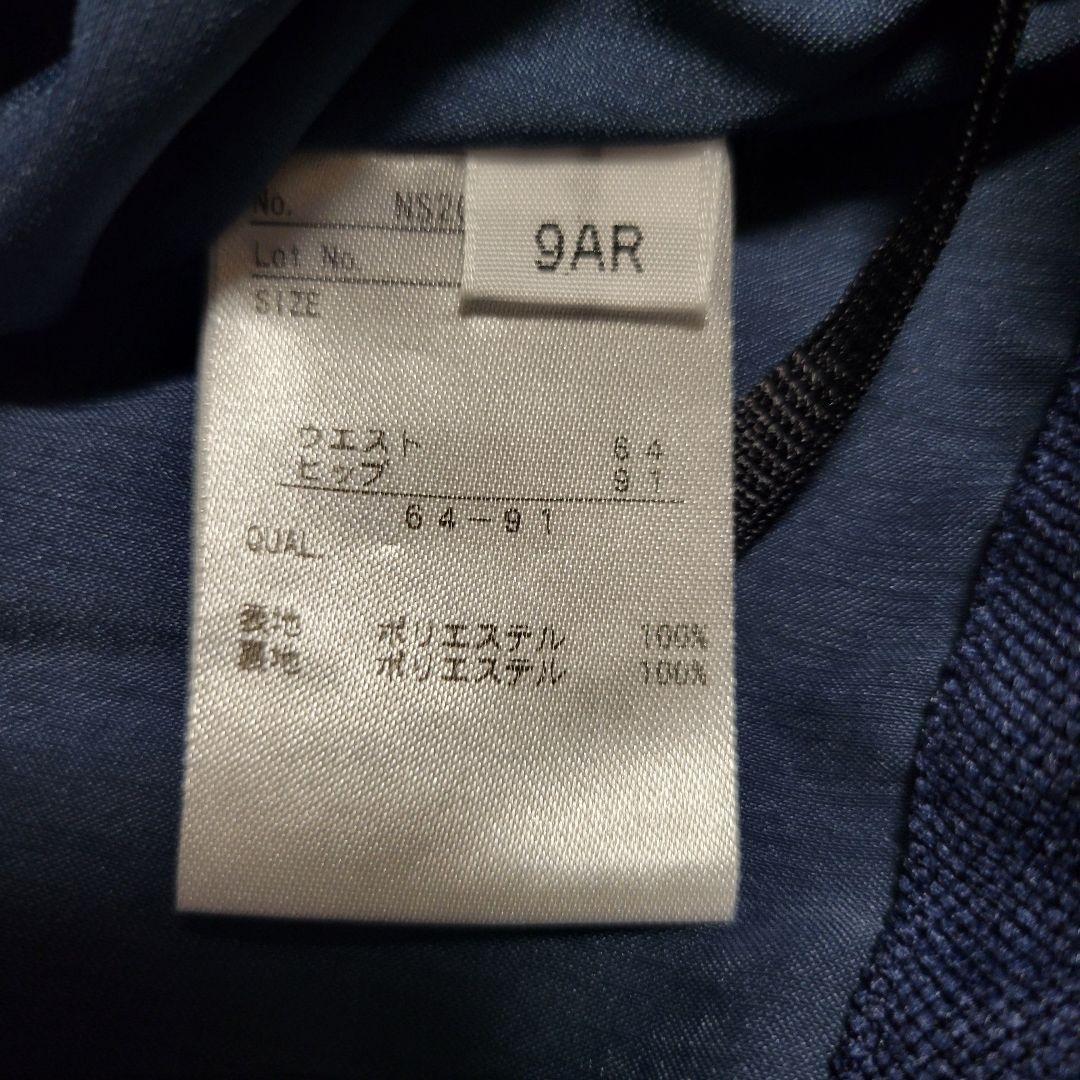 No. NS20
9AR
Lot No
SIZE
ウエスト 64
ヒップ 91
64-91
QUAL
表地 ポリエステル 100%
裏地 ポリエステル 100%